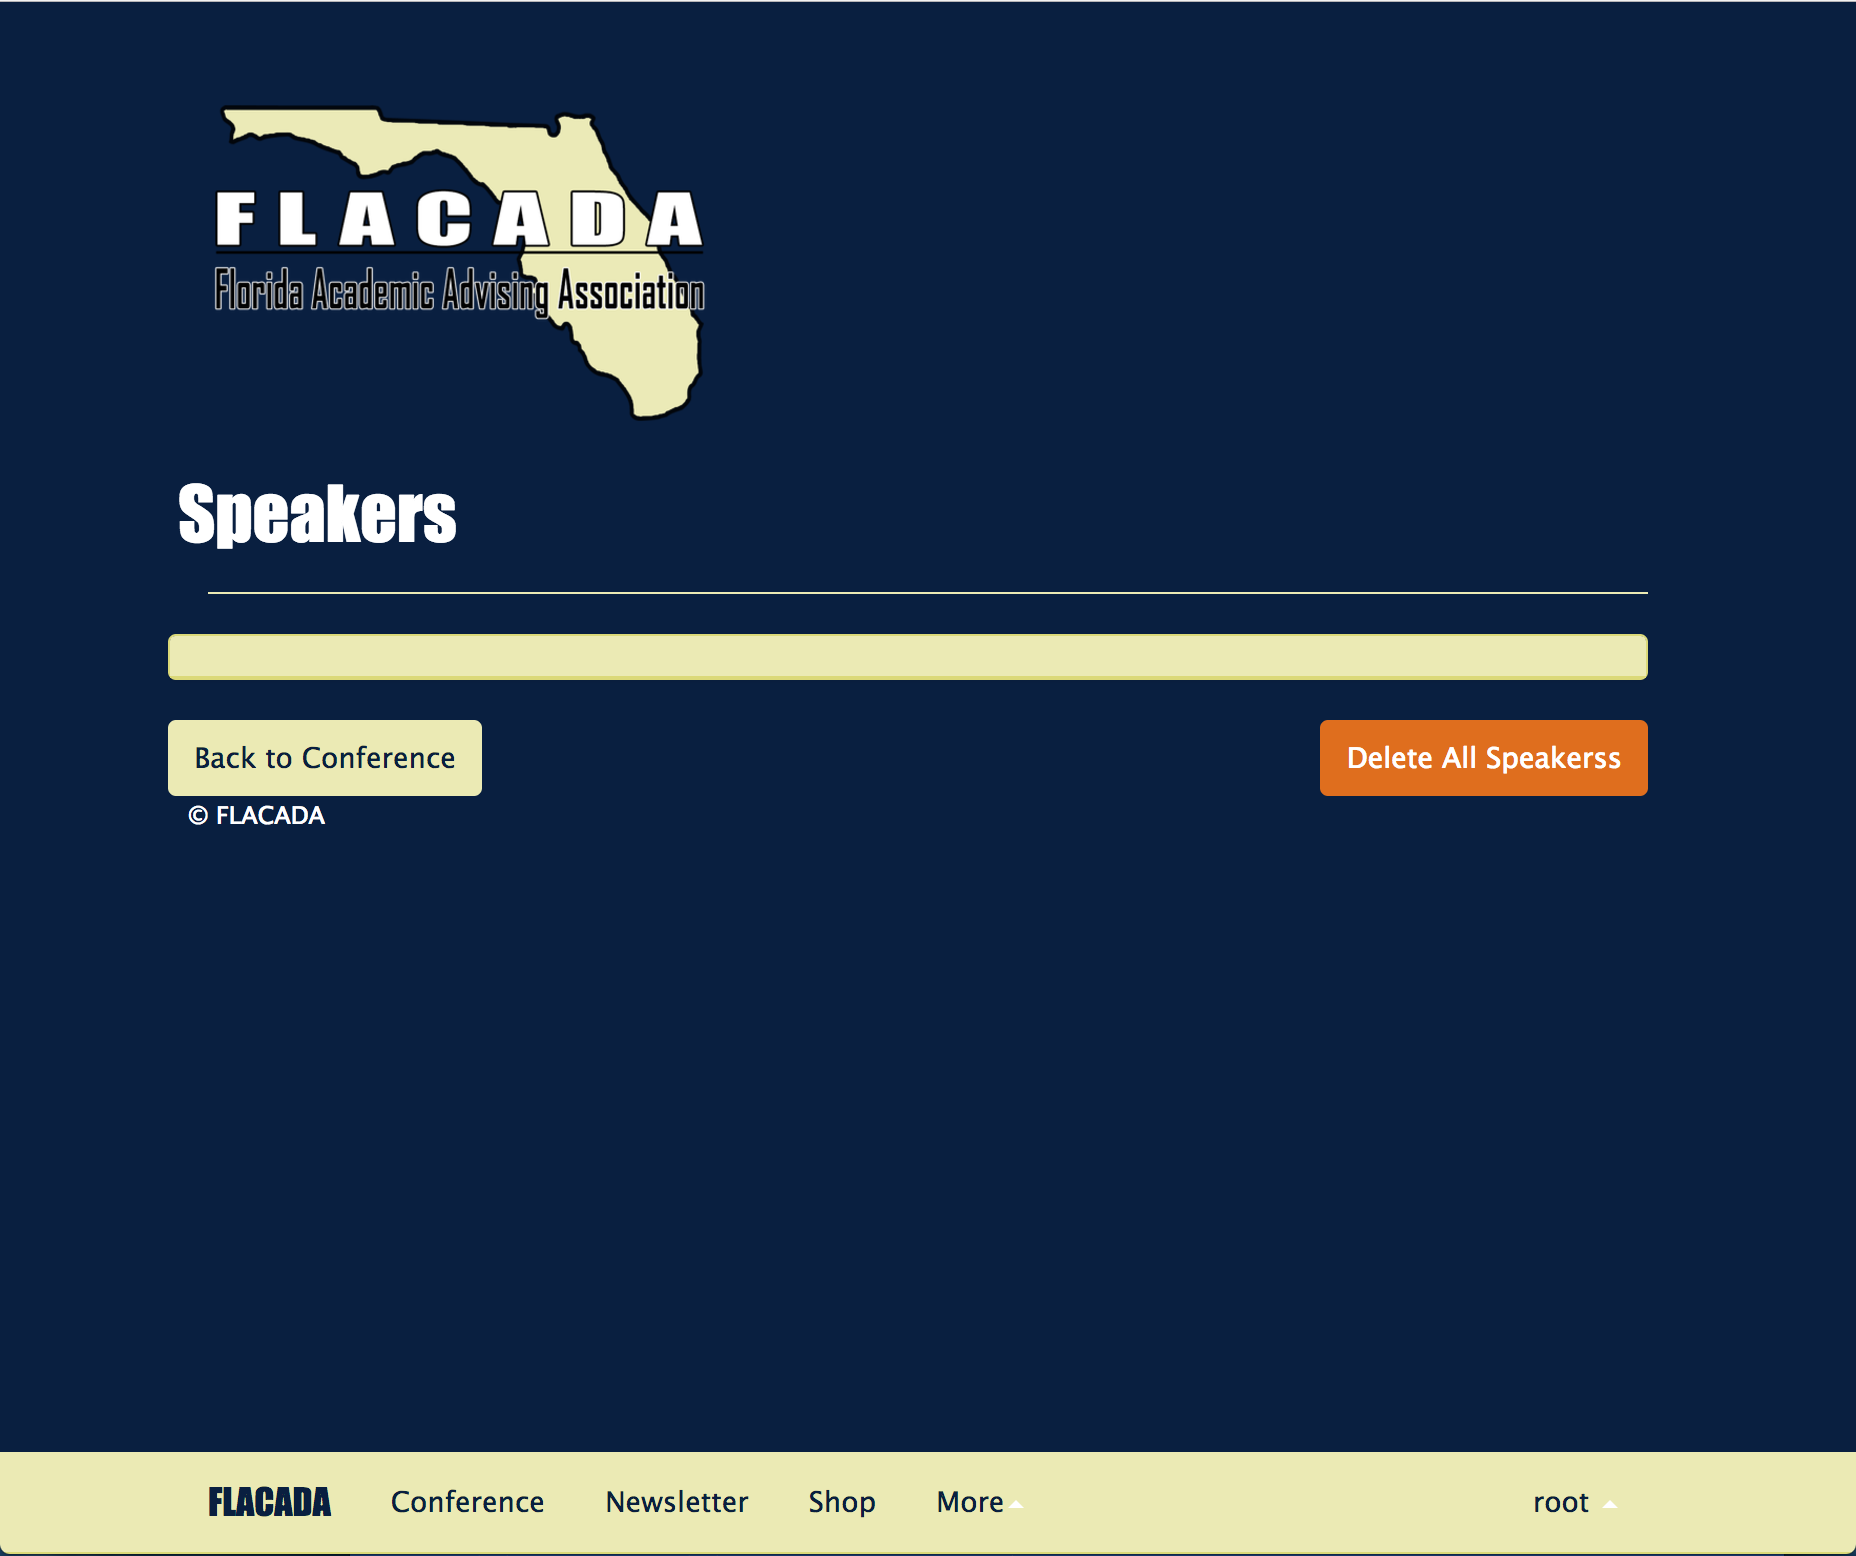 FLACADA
Florida Academic Advising Association
Speakers
Back to Conference
Delete All Speakerss
© FLACADA
FLACADA Conference Newsletter Shop More root